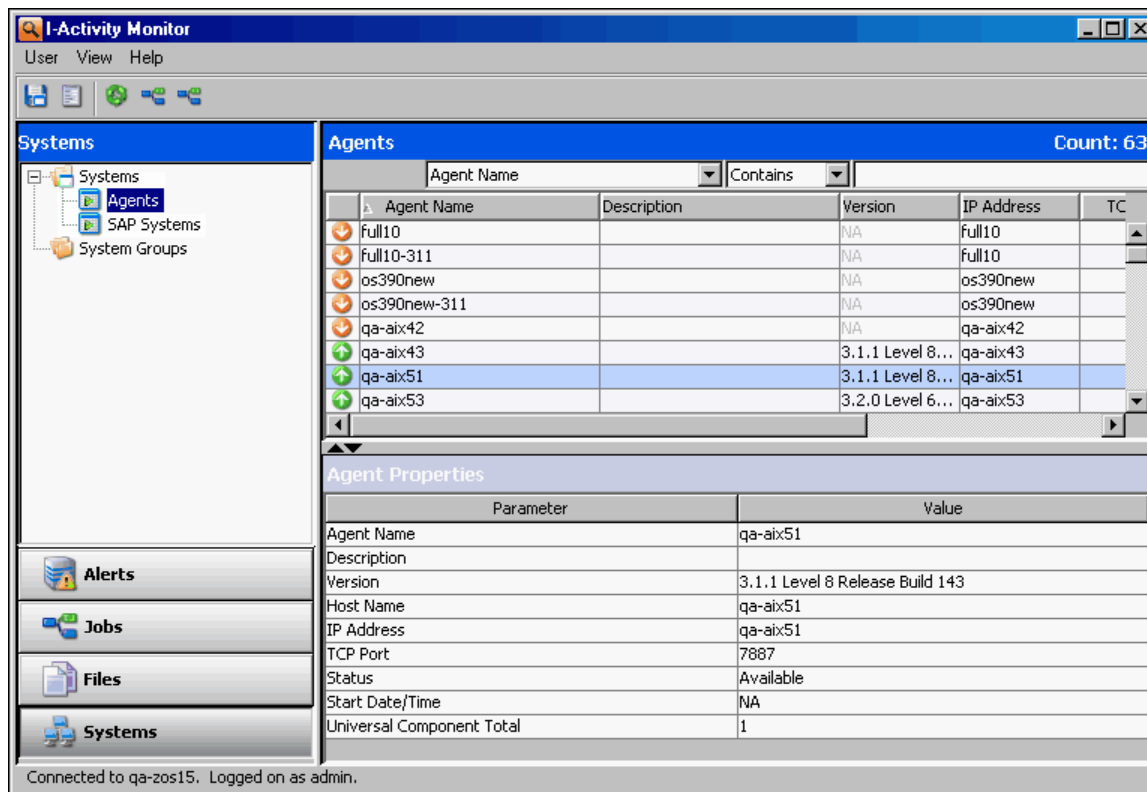 I-Activity Monitor
User View Help
Systems
Systems
Agents
SAP Systems
System Groups
Alerts
Jobs
Files
Systems
Agents Count: 63
Agent Name Contains
Agent Name Description Version IP Address TC
full10 NA full10
full10-311 NA full10
os390new NA os390new
os390new-311 NA os390new
qa-aix42 NA qa-aix42
qa-aix43 3.1.1 Level 8... qa-aix43
qa-aix51 3.1.1 Level 8... qa-aix51
qa-aix53 3.2.0 Level 6... qa-aix53
Agent Properties
Parameter Value
Agent Name qa-aix51
Description
Version 3.1.1 Level 8 Release Build 143
Host Name qa-aix51
IP Address qa-aix51
TCP Port 7887
Status Available
Start Date/Time NA
Universal Component Total 1
Connected to qa-zos15. Logged on as admin.